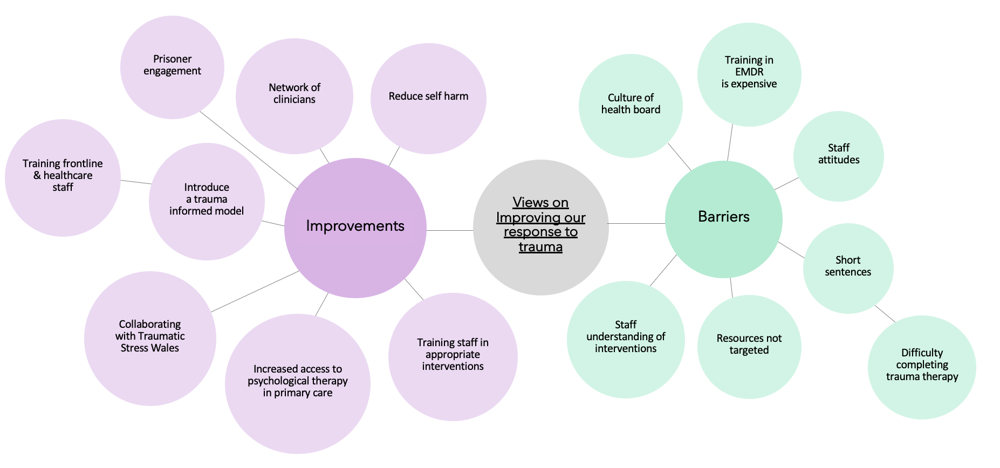 Prisoner
engagement
Network of
clinicians
Reduce self harm
Training frontline
& healthcare
staff
Introduce
a trauma
informed model
Improvements
Collaborating
with Traumatic
Stress Wales
Increased access to
psychological therapy
in primary care
Training staff in
appropriate
interventions
Views on
Improving our
response to
trauma
Culture of
health board
Training in
EMDR
is expensive
Staff
attitudes
Barriers
Short
sentences
Staff
understanding of
interventions
Resources not
targeted
Difficulty
completing
trauma therapy